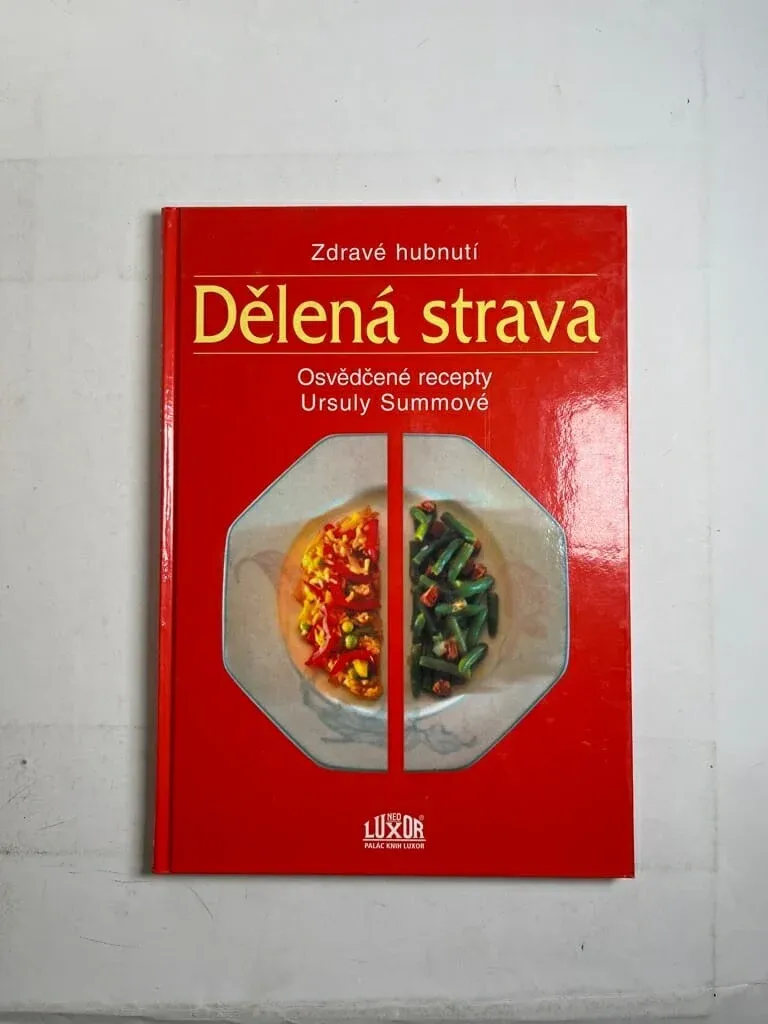 Zdravé hubnutí
Dělená strava
Osvědčené recepty
Ursuly Summové
NEO
LUXOR®
PALÁC KNIH LUXOR